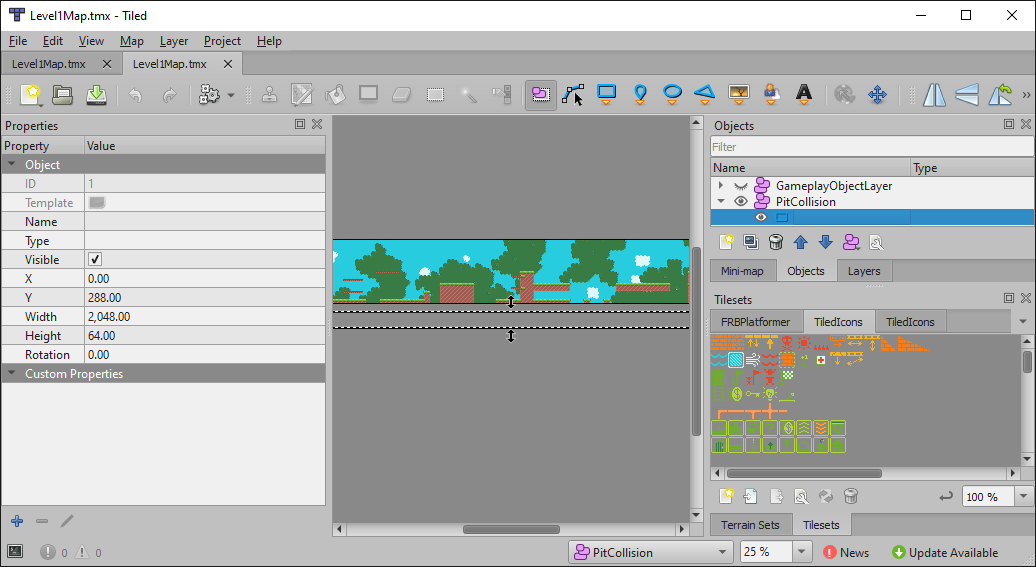 Level1Map.tmx - Tiled
File Edit View Map Layer Project Help
Level1Map.tmx Level1Map.tmx
Properties
Property Value
Object
ID 1
Template
Name
Type
Visible
X 0.00
Y 288.00
Width 2,048.00
Height 64.00
Rotation 0.00
Custom Properties
Objects
Filter
Name Type
GameplayObjectLayer
PitCollision
Mini-map Objects Layers
Tilesets
FRBPlatformer TiledIcons TiledIcons
100 %
Terrain Sets Tilesets
0 0
PitCollision 25 % News Update Available